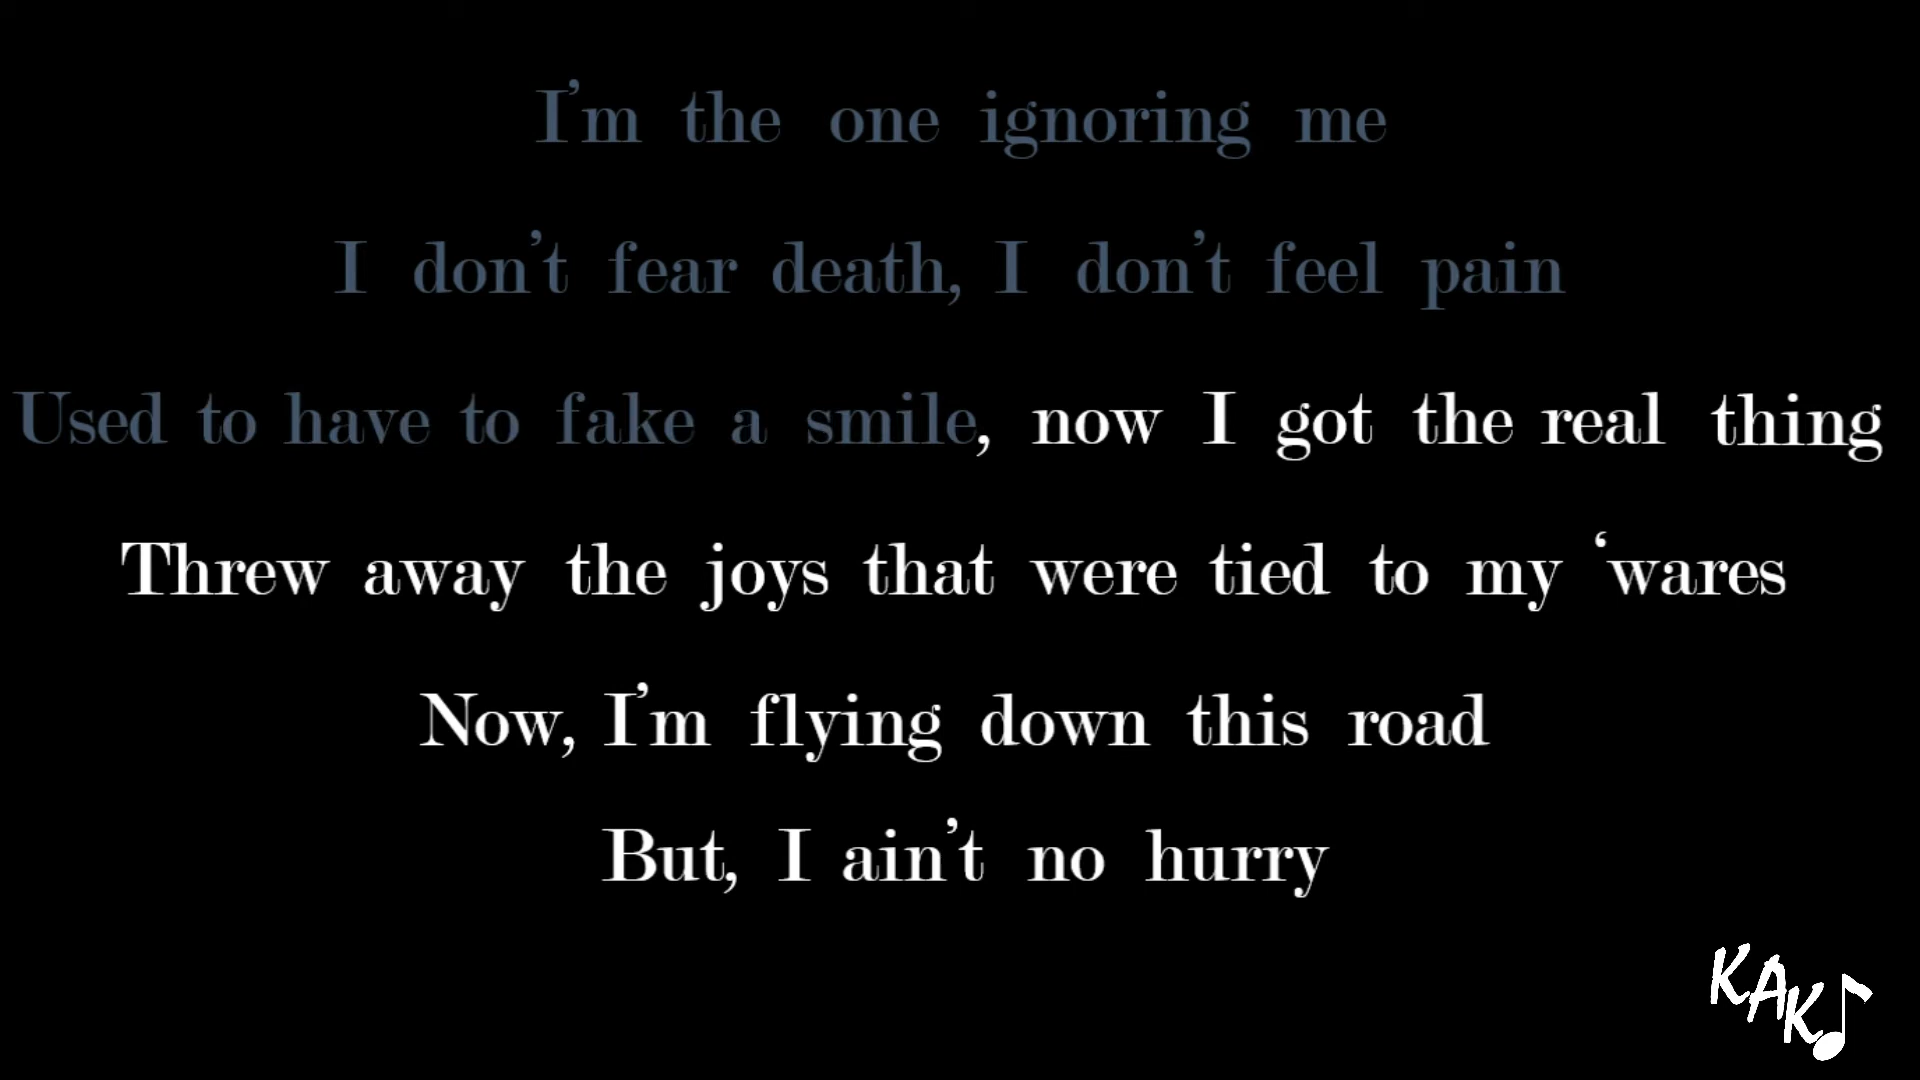 I'm the one ignoring me
I don't fear death, I don't feel pain
Used to have to fake a smile, now I got the real thing
Threw away the joys that were tied to my ‘wares
Now, I'm flying down this road
But, I ain't no hurry
KAK